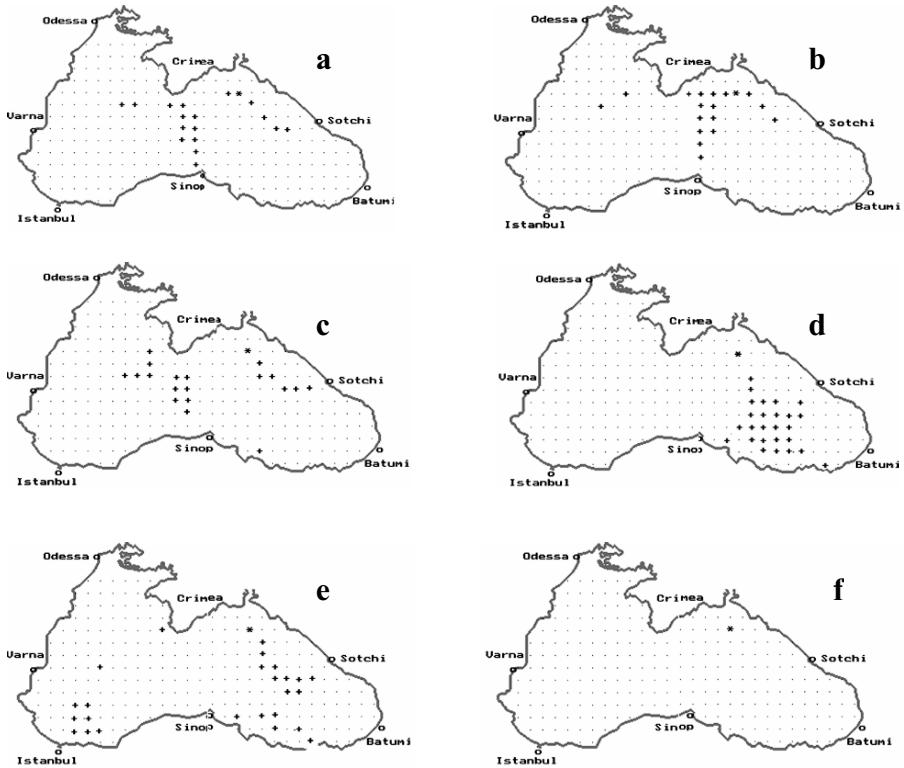 Odessa
a
Crimea
Varna
Sotchi
Sinop
Batumi
Istanbul
Odessa
b
Crimea
Varna
Sotchi
Sinop
Batumi
Istanbul
Odessa
c
Crimea
Varna
Sotchi
Sinop
Batumi
Istanbul
Odessa
d
Crimea
Varna
Sotchi
Sinop
Batumi
Istanbul
Odessa
e
Crimea
Varna
Sotchi
Sinop
Batumi
Istanbul
Odessa
f
Crimea
Varna
Sotchi
Sinop
Batumi
Istanbul